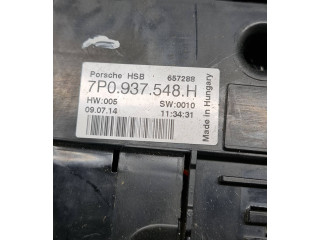 Porsche HSB 657288
7P0.937.548.H
HW:005 SW:0010
09.07.14 11:34:31
Made in Hungary